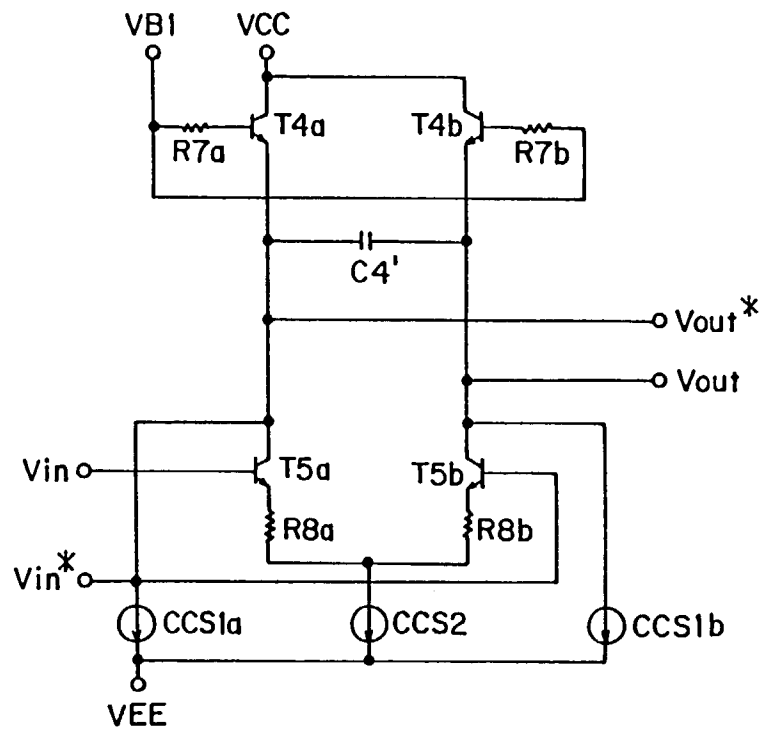 VB1 VCC
T4a T4b
R7a R7b
C4'
Vout*
Vout
Vin T5a T5b
R8a R8b
Vin*
CCS1a CCS2 CCS1b
VEE